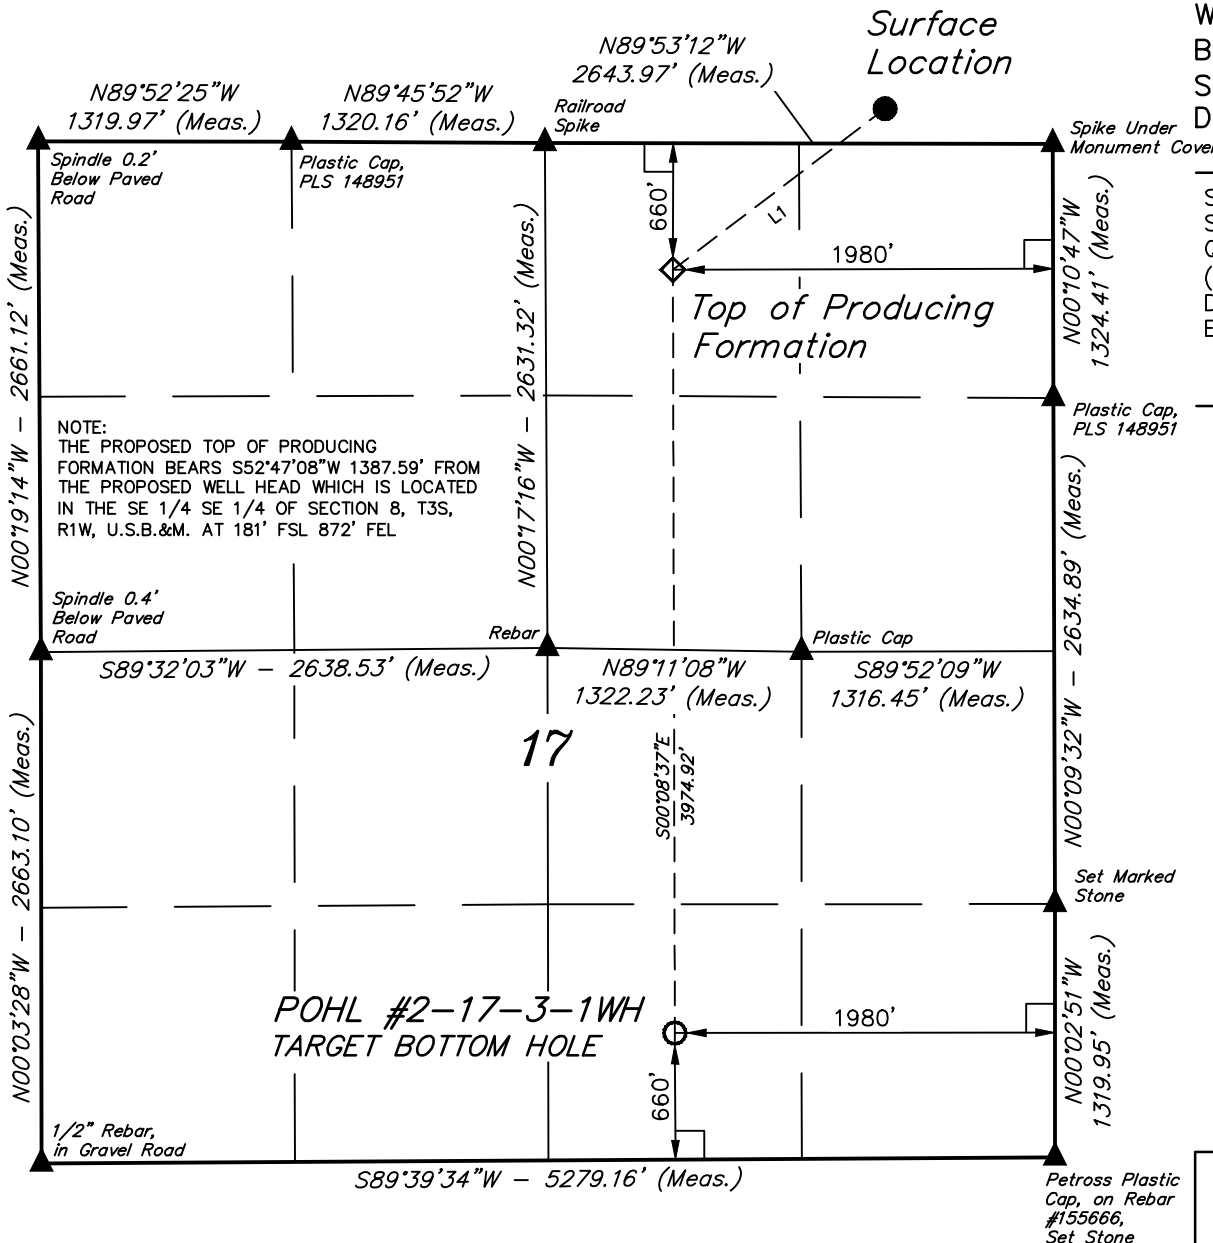 Surface
Location
W
B
S
D
N89°53'12"W
2643.97' (Meas.)
N89°52'25"W
1319.97' (Meas.)
N89°45'52"W
1320.16' (Meas.)
Railroad
Spike
Spike Under
Monument Cover
Spindle 0.2'
Below Paved
Road
Plastic Cap,
PLS 148951
660'
L1
1980'
N00°10'47"W
1324.41' (Meas.)
Top of Producing
Formation
N00°19'14"W - 2661.12' (Meas.)
N00°17'16"W - 2631.32' (Meas.)
Plastic Cap,
PLS 148951
NOTE:
THE PROPOSED TOP OF PRODUCING
FORMATION BEARS S52°47'08"W 1387.59' FROM
THE PROPOSED WELL HEAD WHICH IS LOCATED
IN THE SE 1/4 SE 1/4 OF SECTION 8, T3S,
R1W, U.S.B.&M. AT 181' FSL 872' FEL
Spindle 0.4'
Below Paved
Road
Rebar
Plastic Cap
S89°32'03"W - 2638.53' (Meas.)
N89°11'08"W
1322.23' (Meas.)
S89°52'09"W
1316.45' (Meas.)
N00°09'32"W - 2634.89' (Meas.)
17
S00°08'37"E
3974.92'
N00°03'28"W - 2663.10' (Meas.)
Set Marked
Stone
POHL #2-17-3-1WH
TARGET BOTTOM HOLE
1980'
660'
N00°02'51"W
1319.95' (Meas.)
1/2" Rebar,
in Gravel Road
S89°39'34"W - 5279.16' (Meas.)
Petross Plastic
Cap, on Rebar
#155666,
Set Stone